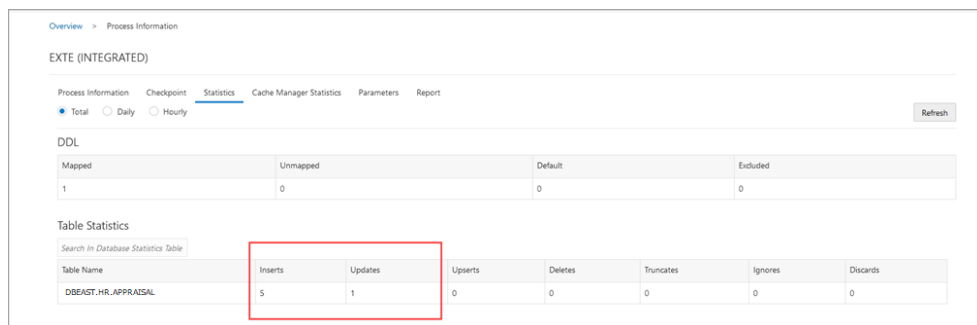 Overview > Process Information
EXTE (INTEGRATED)
Process Information Checkpoint Statistics Cache Manager Statistics Parameters Report
Total Daily Hourly Refresh
DDL
Mapped Unmapped Default Excluded
1 0 0 0
Table Statistics
Search In Database Statistics Table
Table Name Inserts Updates Upserts Deletes Truncates Ignores Discards
DBEAST.HR.APPRAISAL 5 1 0 0 0 0 0